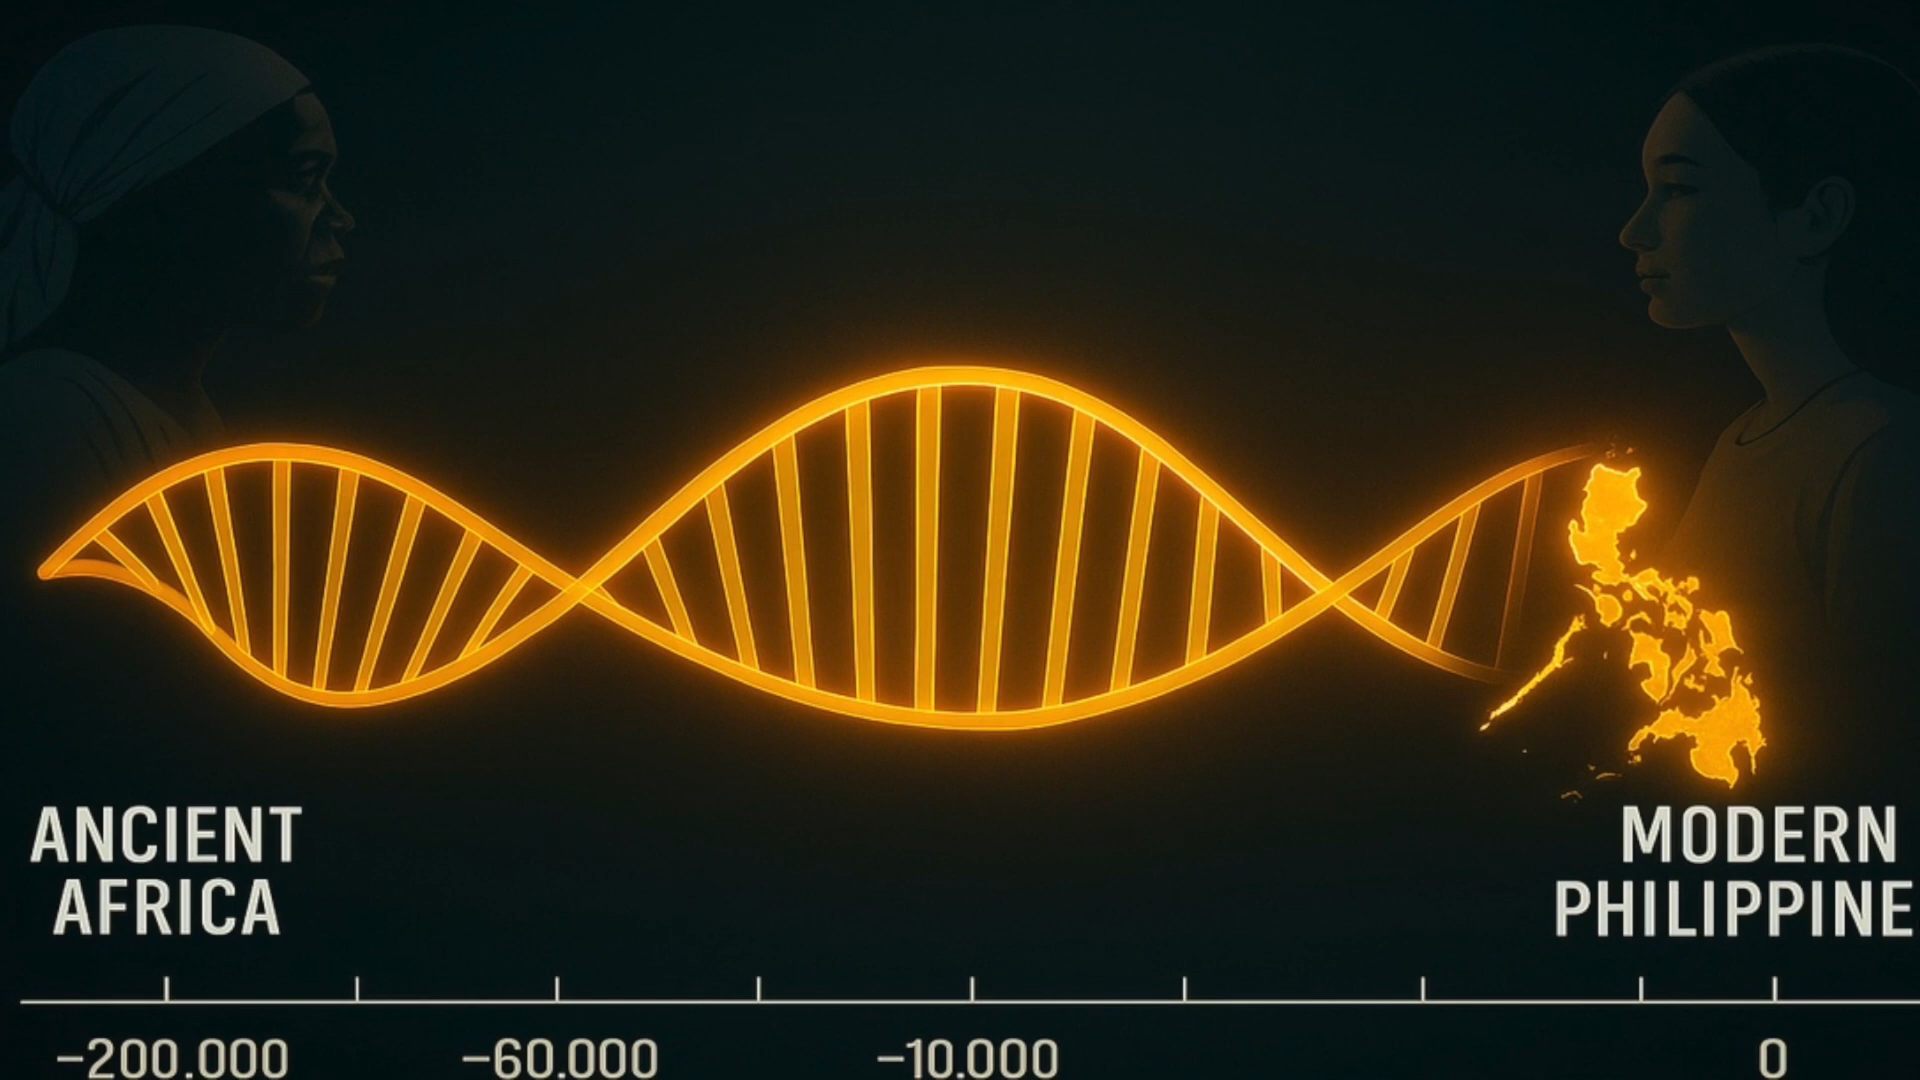 ANCIENT
AFRICA
MODERN
PHILIPPINE
−200.000
−60.000
−10.000
0